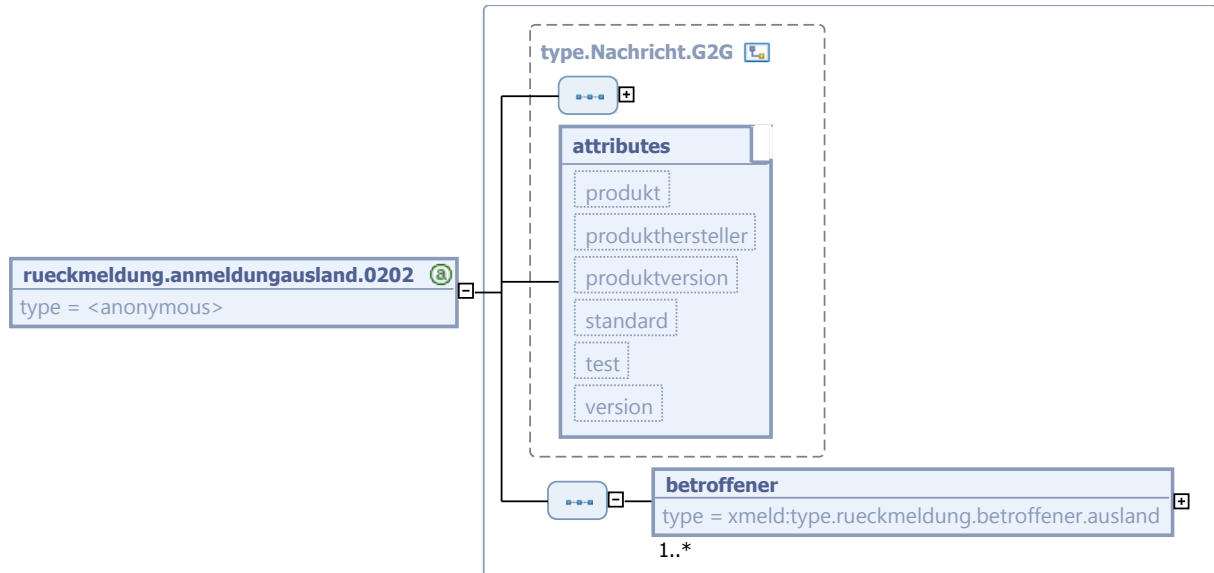 type.Nachricht.G2G
attributes
produkt
produkthersteller
produktversion
standard
test
version
rueckmeldung.anmeldungausland.0202
type = <anonymous>
betroffener
type = xmeld:type.rueckmeldung.betroffener.ausland
1..*